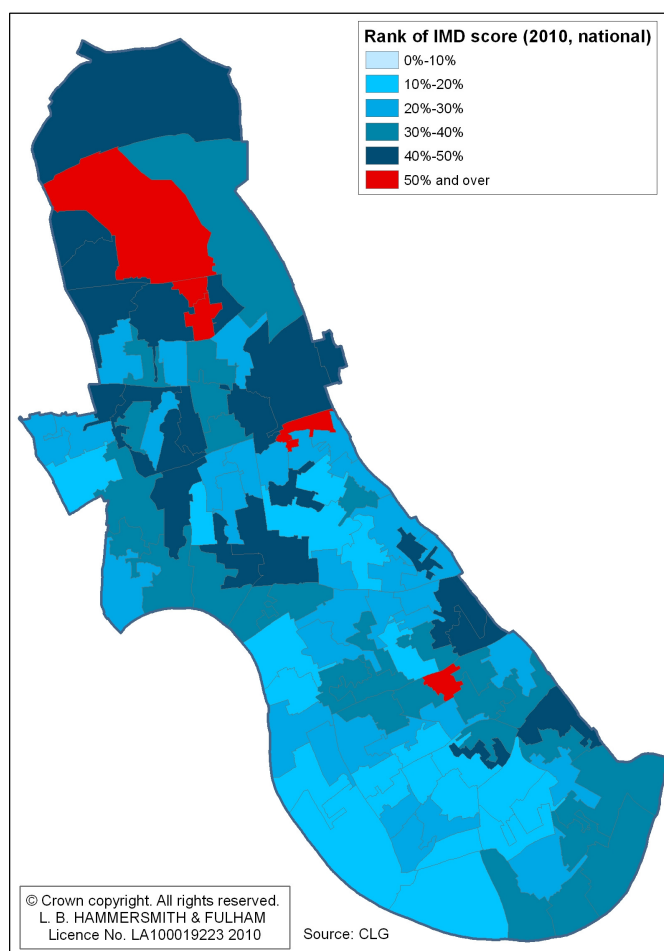 Rank of IMD score (2010, national)
0%-10%
10%-20%
20%-30%
30%-40%
40%-50%
50% and over
© Crown copyright. All rights reserved.
L. B. HAMMERSMITH & FULHAM
Licence No. LA100019223 2010
Source: CLG